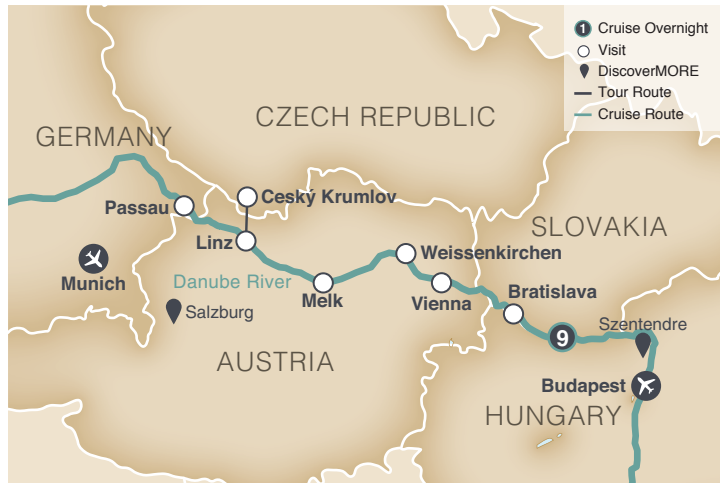 1 Cruise Overnight
Visit
DiscoverMORE
Tour Route
Cruise Route
CZECH REPUBLIC
GERMANY
Český Krumlov
Passau
SLOVAKIA
Linz
Weissenkirchen
Munich
Danube River
Melk
Vienna
Bratislava
Salzburg
9
Szentendre
AUSTRIA
Budapest
HUNGARY